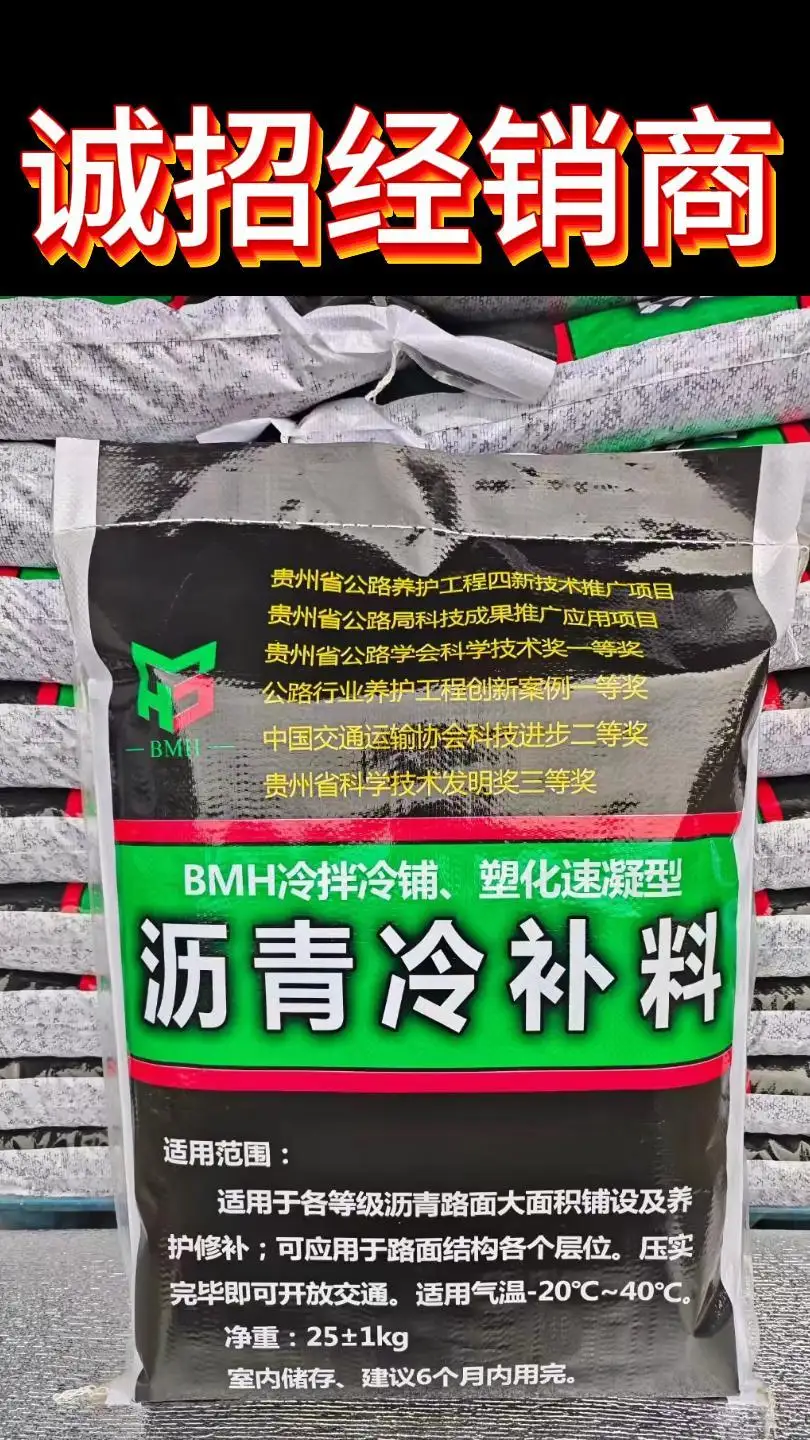 诚招经销商
贵州省公路养护工程四新技术推广项目
贵州省公路局科技成果推广应用项目
贵州省公路学会科学技术奖一等奖
公路行业养护工程创新案例一等奖
中国交通运输协会科技进步二等奖
贵州省科学技术发明奖三等奖
BMH
BMH冷拌冷铺、塑化速凝型
沥青冷补料
适用范围：
适用于各等级沥青路面大面积铺设及养
护修补；可应用于路面结构各个层位。压实
完毕即可开放交通。适用气温-20℃~40℃。
净重：25±1kg
室内储存、建议6个月内用完。